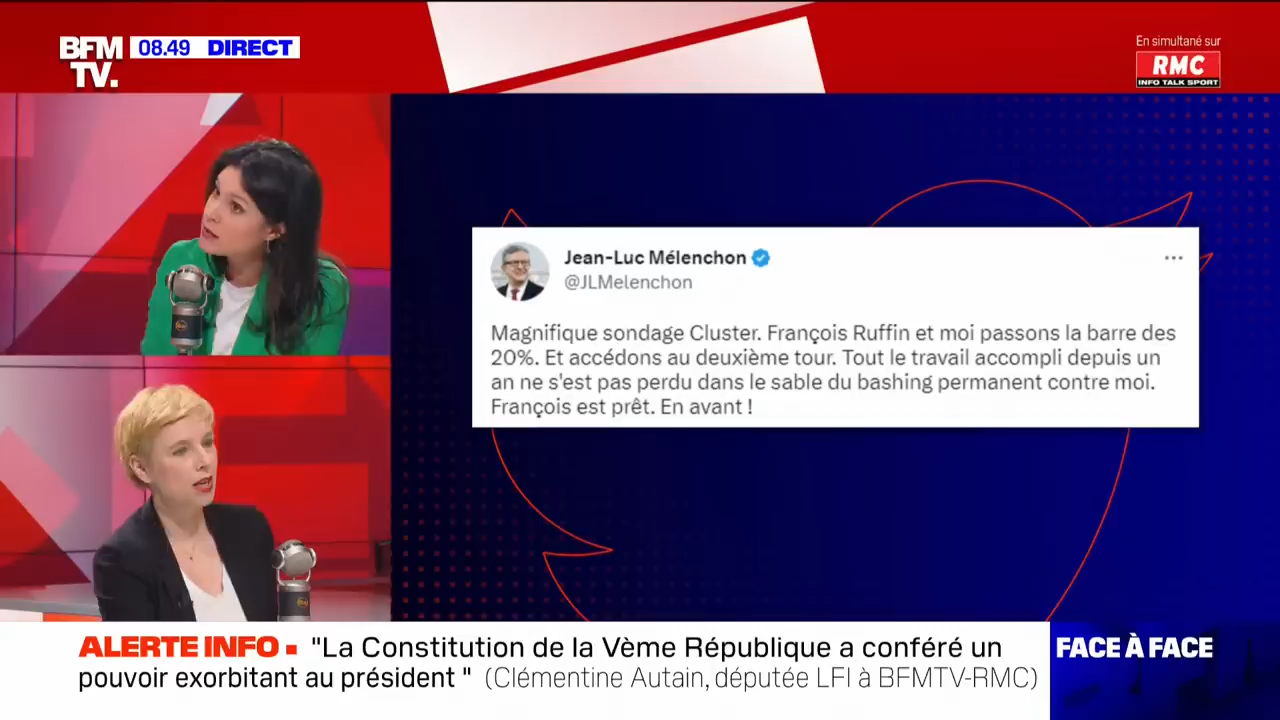 BFM
TV.
08.49 DIRECT
En simultané sur
RMC
INFO TALK SPORT
Jean-Luc Mélenchon
@JLMelenchon
Magnifique sondage Cluster. François Ruffin et moi passons la barre des
20%. Et accédons au deuxième tour. Tout le travail accompli depuis un
an ne s'est pas perdu dans le sable du bashing permanent contre moi.
François est prêt. En avant !
ALERTE INFO "La Constitution de la Vème République a conféré un
pouvoir exorbitant au président " (Clémentine Autain, députée LFI à BFMTV-RMC)
FACE À FACE